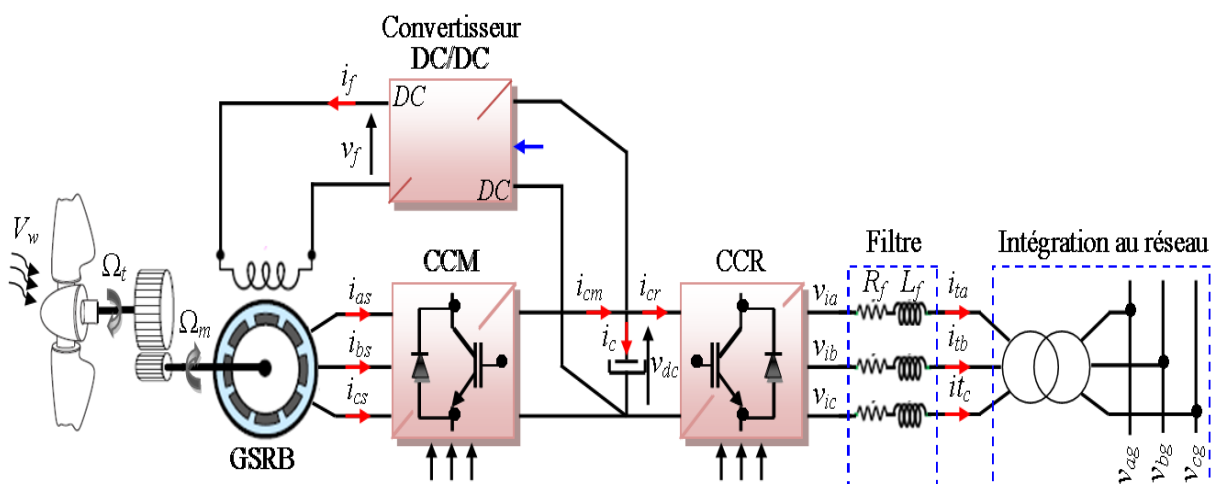 Convertisseur
DC/DC
i_f
DC
v_f
DC
V_w
Ω_t
Ω_m
GSRB
i_as
i_bs
i_cs
CCM
i_cm
i_cr
i_c
v_dc
CCR
v_ia
v_ib
v_ic
Filtre
R_f L_f
i_ta
i_tb
it_c
Intégration au réseau
v_ag
v_bg
v_cg